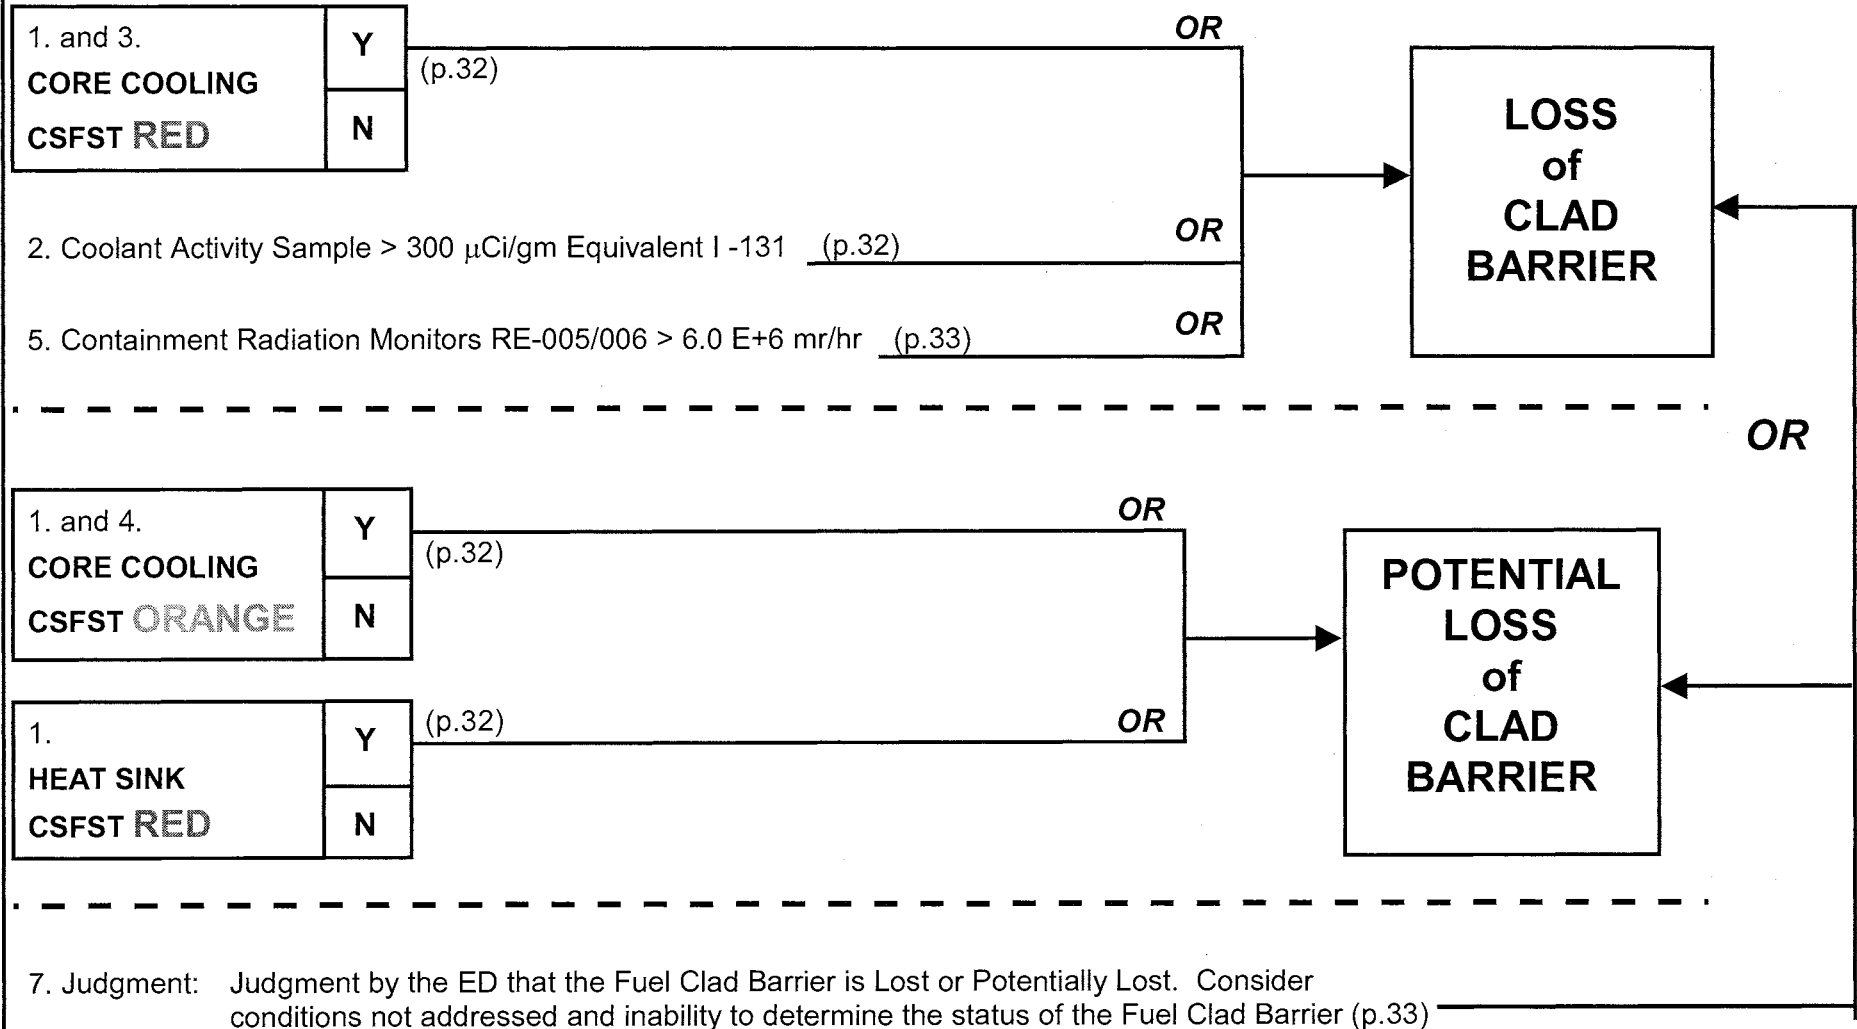 1. and 3.
CORE COOLING
CSFST RED
Y
N
(p.32)
OR
2. Coolant Activity Sample > 300 μCi/gm Equivalent I -131 (p.32)
OR
5. Containment Radiation Monitors RE-005/006 > 6.0 E+6 mr/hr (p.33)
OR
LOSS
of
CLAD
BARRIER
OR
1. and 4.
CORE COOLING
CSFST ORANGE
Y
N
(p.32)
OR
1.
HEAT SINK
CSFST RED
Y
N
(p.32)
OR
POTENTIAL
LOSS
of
CLAD
BARRIER
7. Judgment: Judgment by the ED that the Fuel Clad Barrier is Lost or Potentially Lost. Consider
conditions not addressed and inability to determine the status of the Fuel Clad Barrier (p.33)